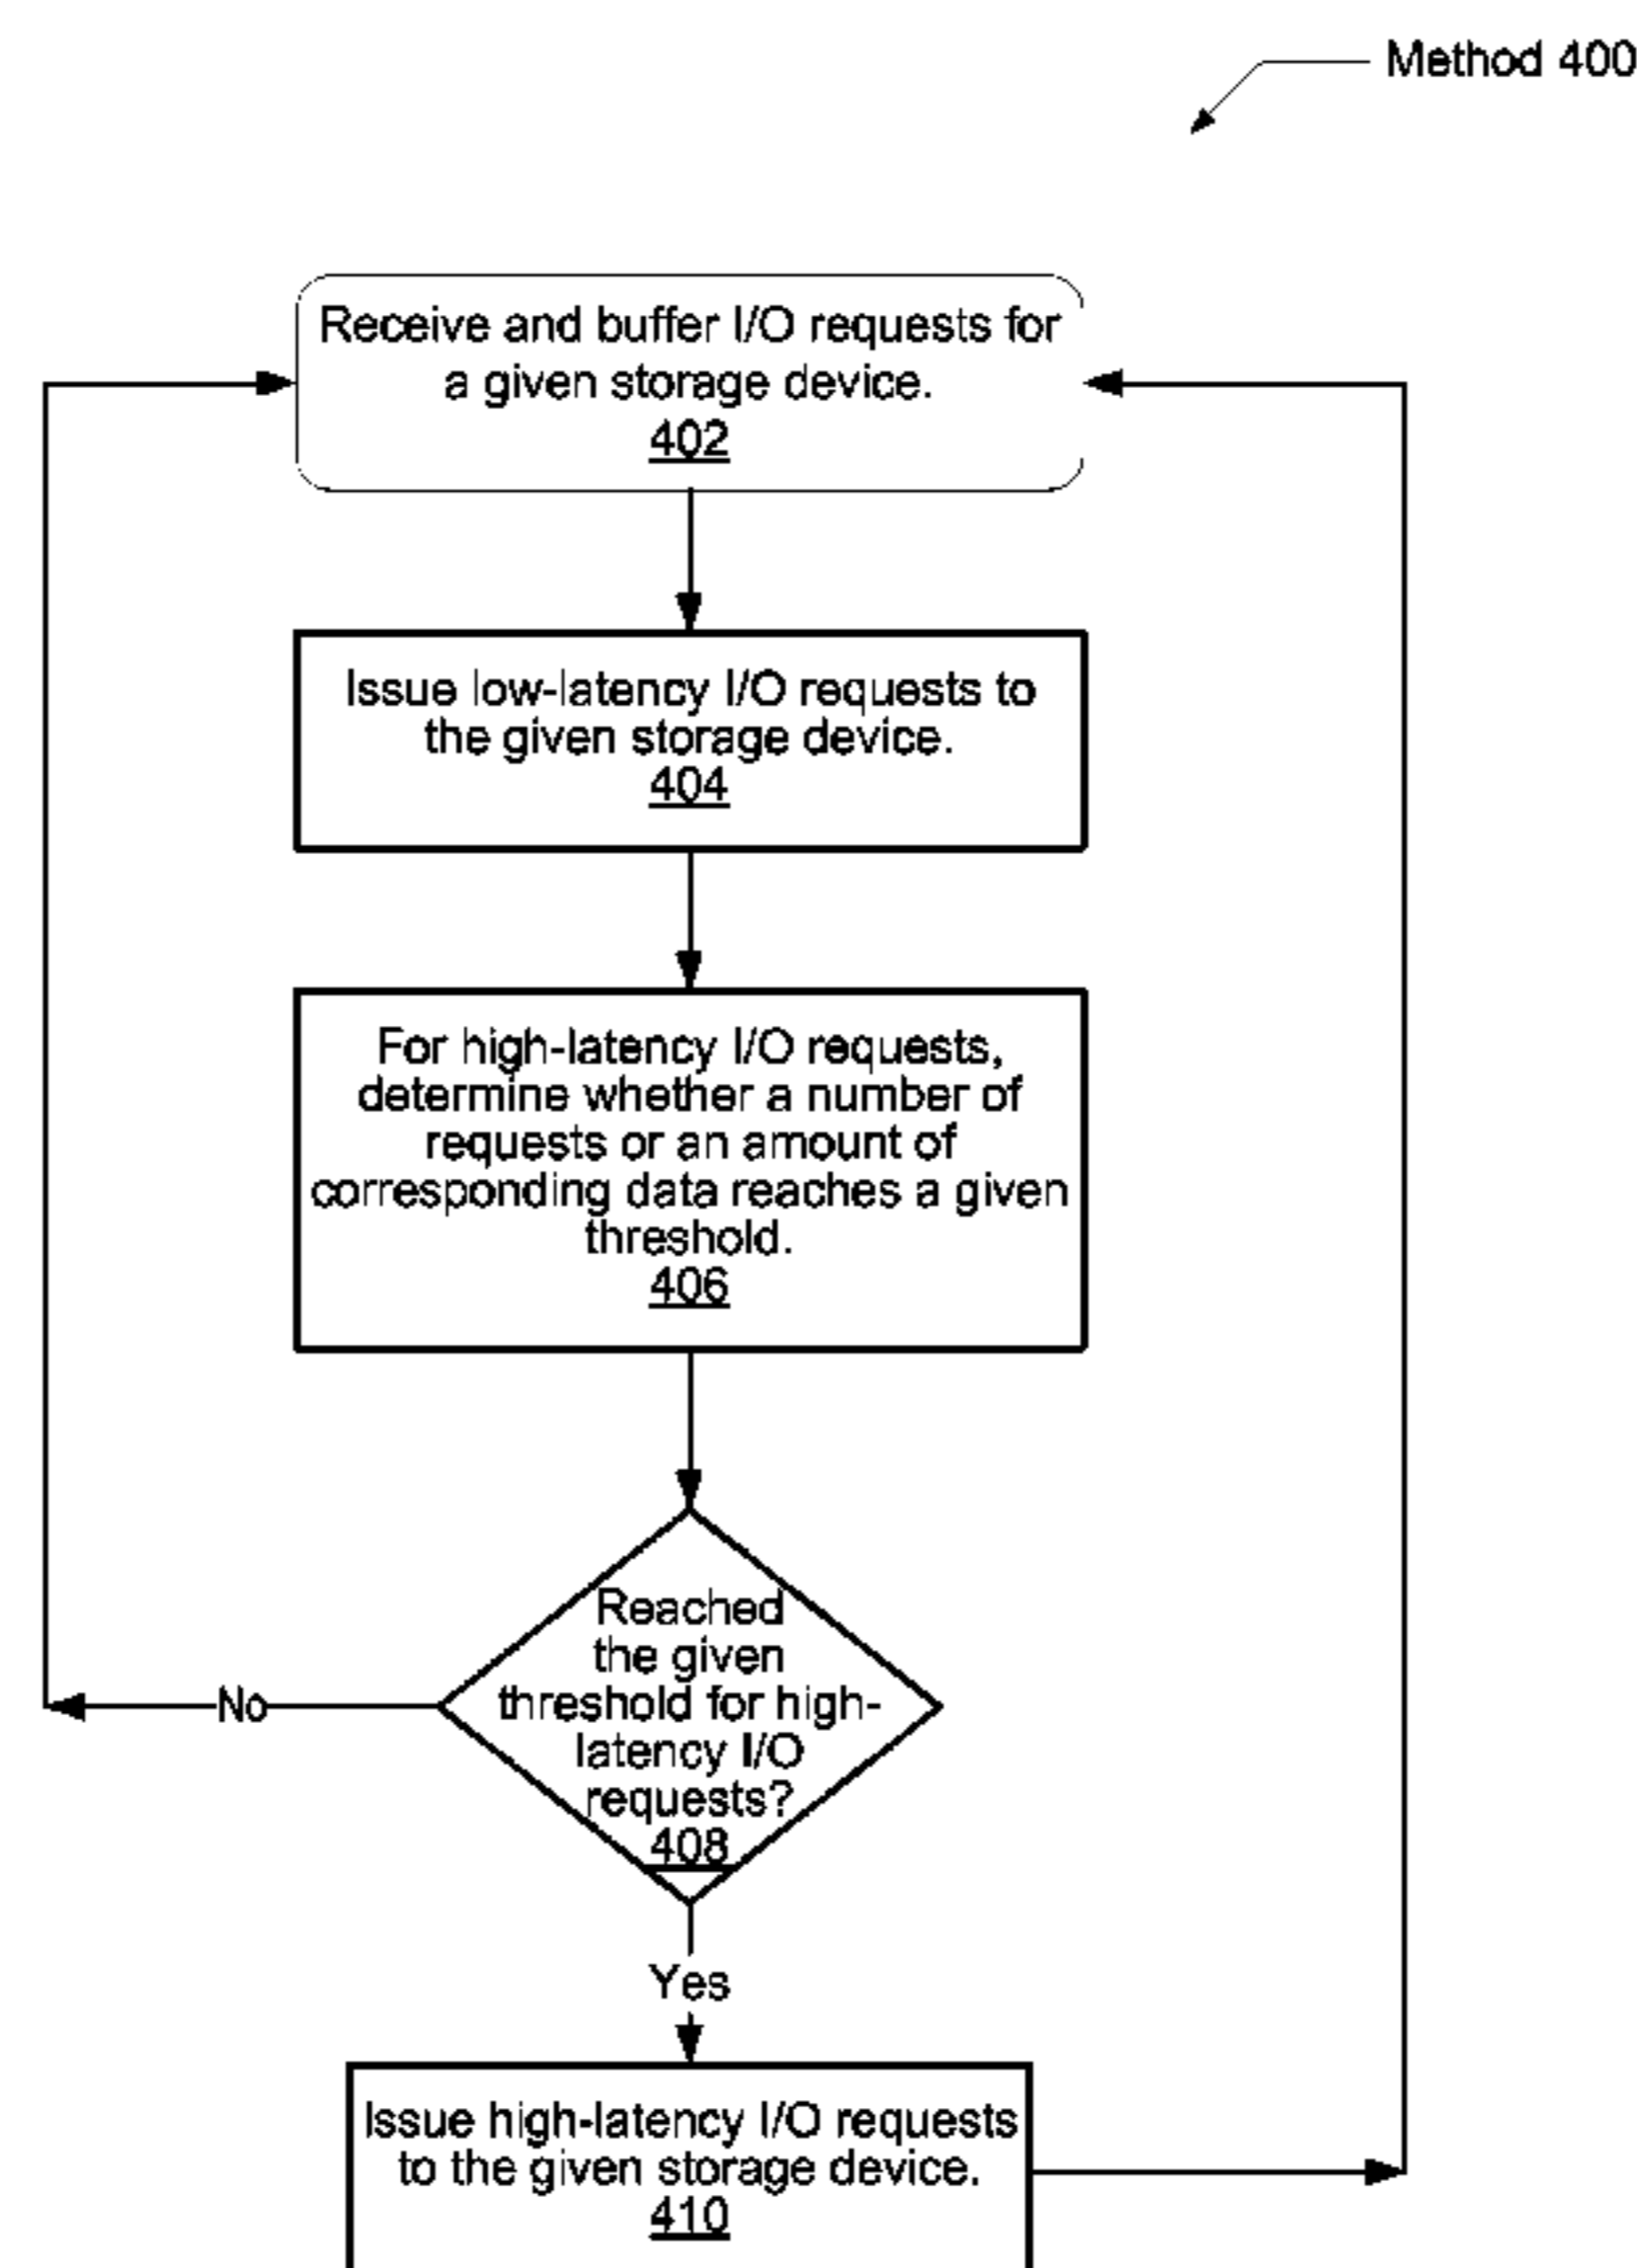 Method 400
Receive and buffer I/O requests for
a given storage device.
402
Issue low-latency I/O requests to
the given storage device.
404
For high-latency I/O requests,
determine whether a number of
requests or an amount of
corresponding data reaches a given
threshold.
406
Reached
the given
threshold for high-
latency I/O
requests?
408
No
Yes
Issue high-latency I/O requests
to the given storage device.
410